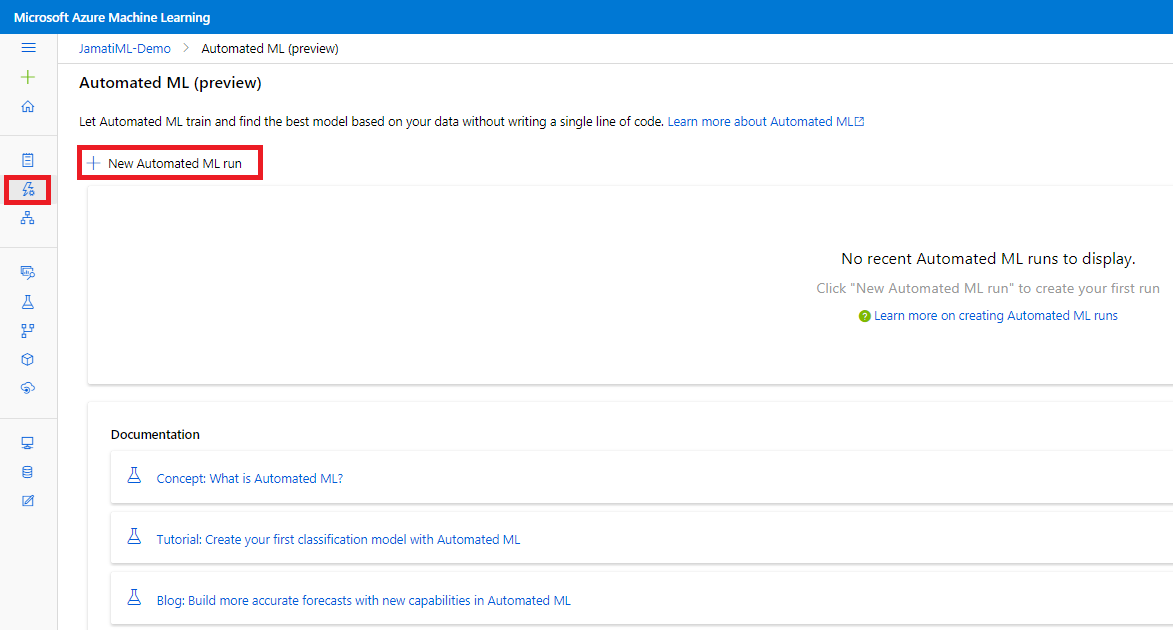 Microsoft Azure Machine Learning
JamatiML-Demo > Automated ML (preview)
Automated ML (preview)
Let Automated ML train and find the best model based on your data without writing a single line of code. Learn more about Automated ML
New Automated ML run
No recent Automated ML runs to display.
Click "New Automated ML run" to create your first run
Learn more on creating Automated ML runs
Documentation
Concept: What is Automated ML?
Tutorial: Create your first classification model with Automated ML
Blog: Build more accurate forecasts with new capabilities in Automated ML